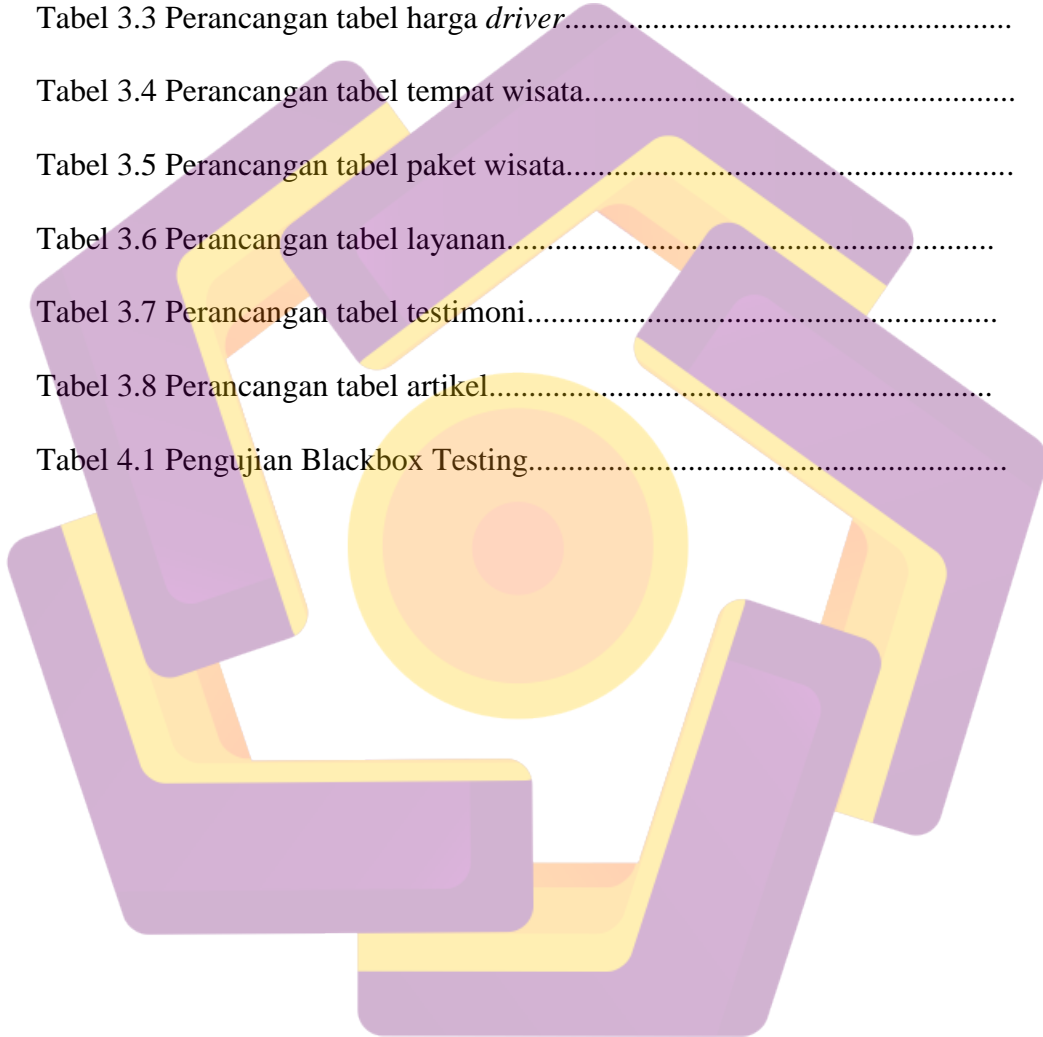 Tabel 3.3 Perancangan tabel harga driver.....................................................
Tabel 3.4 Perancangan tabel tempat wisata....................................................
Tabel 3.5 Perancangan tabel paket wisata.....................................................
Tabel 3.6 Perancangan tabel layanan..........................................................
Tabel 3.7 Perancangan tabel testimoni........................................................
Tabel 3.8 Perancangan tabel artikel............................................................
Tabel 4.1 Pengujian Blackbox Testing.........................................................